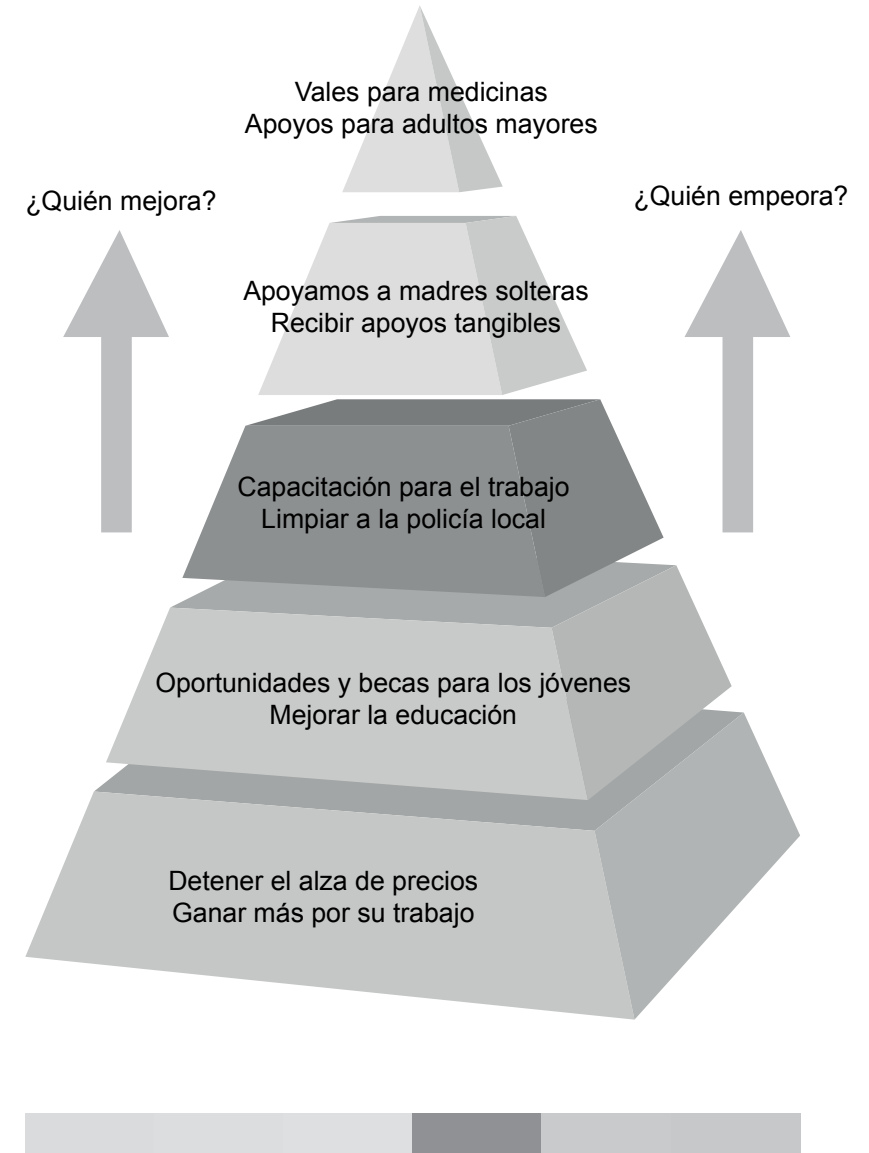 Vales para medicinas
Apoyos para adultos mayores
¿Quién mejora?
¿Quién empeora?
Apoyamos a madres solteras
Recibir apoyos tangibles
Capacitación para el trabajo
Limpiar a la policía local
Oportunidades y becas para los jóvenes
Mejorar la educación
Detener el alza de precios
Ganar más por su trabajo